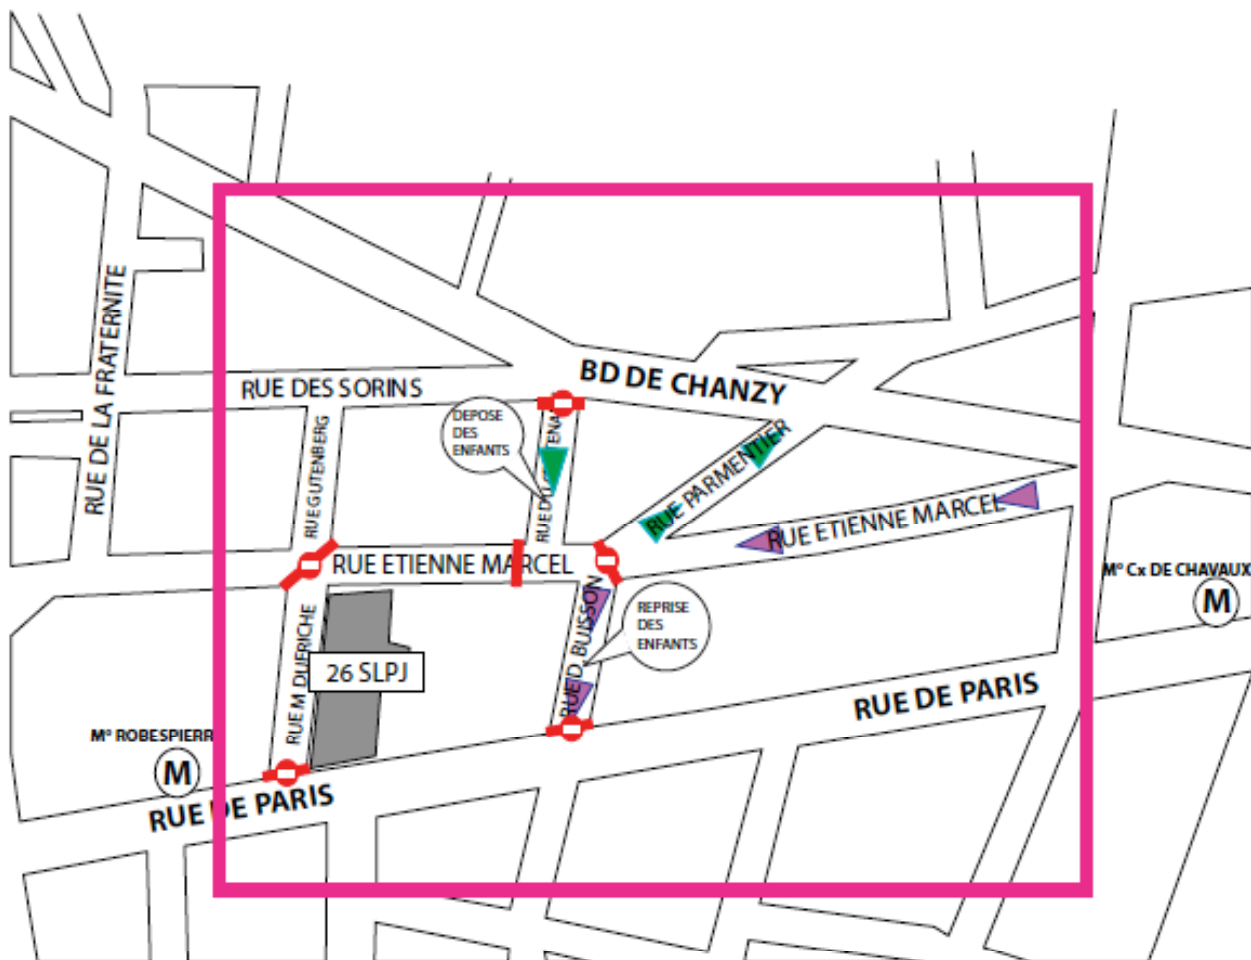 RUE DE LA FRATERNITE
RUE DES SORINS
BD DE CHANZY
DEPOSE
DES
ENFANTS
RUE GUTENBERG
RUE PARMENTIER
RUE ETIENNE MARCEL
RUE ETIENNE MARCEL
M° Cx DE CHAVAUX
M
REPRISE
DES
ENFANTS
RUE D. BUISSON
RUE M DUFRICHE
26 SLPJ
RUE DE PARIS
M° ROBESPIERR
M
RUE DE PARIS